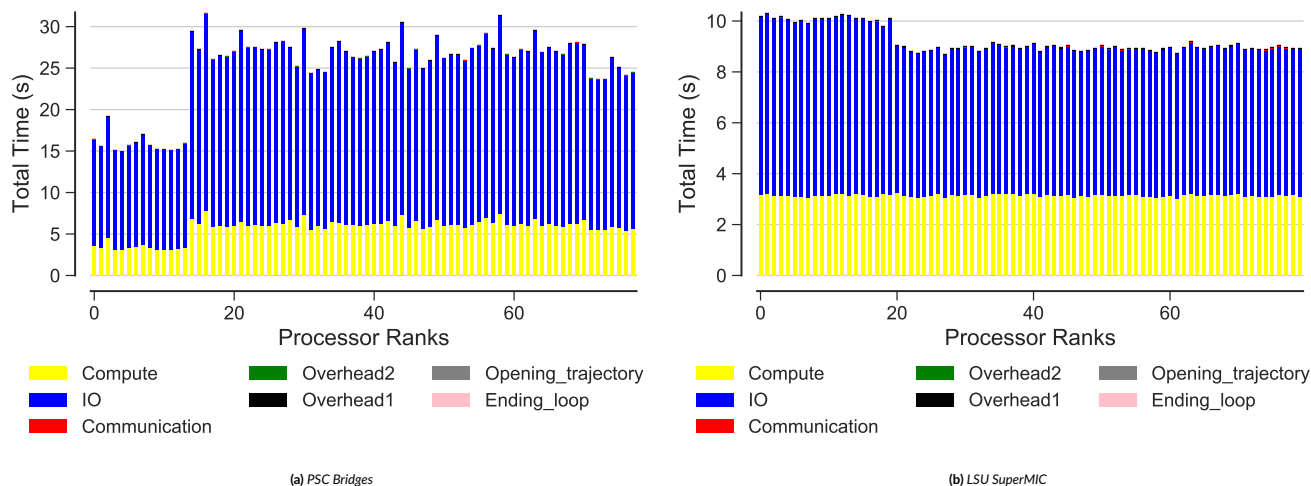 30
25
20
15
10
5
0
Total Time (s)
0 20 40 60
Processor Ranks
Compute Overhead2 Opening_trajectory
IO Overhead1 Ending_loop
Communication
(a) PSC Bridges
10
8
6
4
2
0
Total Time (s)
0 20 40 60
Processor Ranks
Compute Overhead2 Opening_trajectory
IO Overhead1 Ending_loop
Communication
(b) LSU SuperMIC